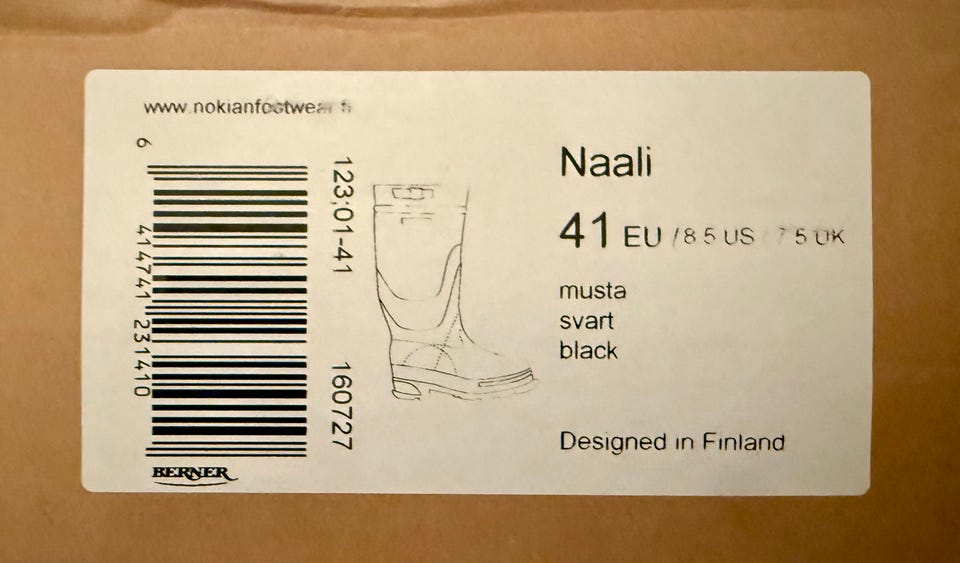 www.nokianfootwear.fi
6 414741 231410
123;01-41
160727
BERNER
Naali
41 EU / 8.5 US / 7.5 UK
musta
svart
black
Designed in Finland